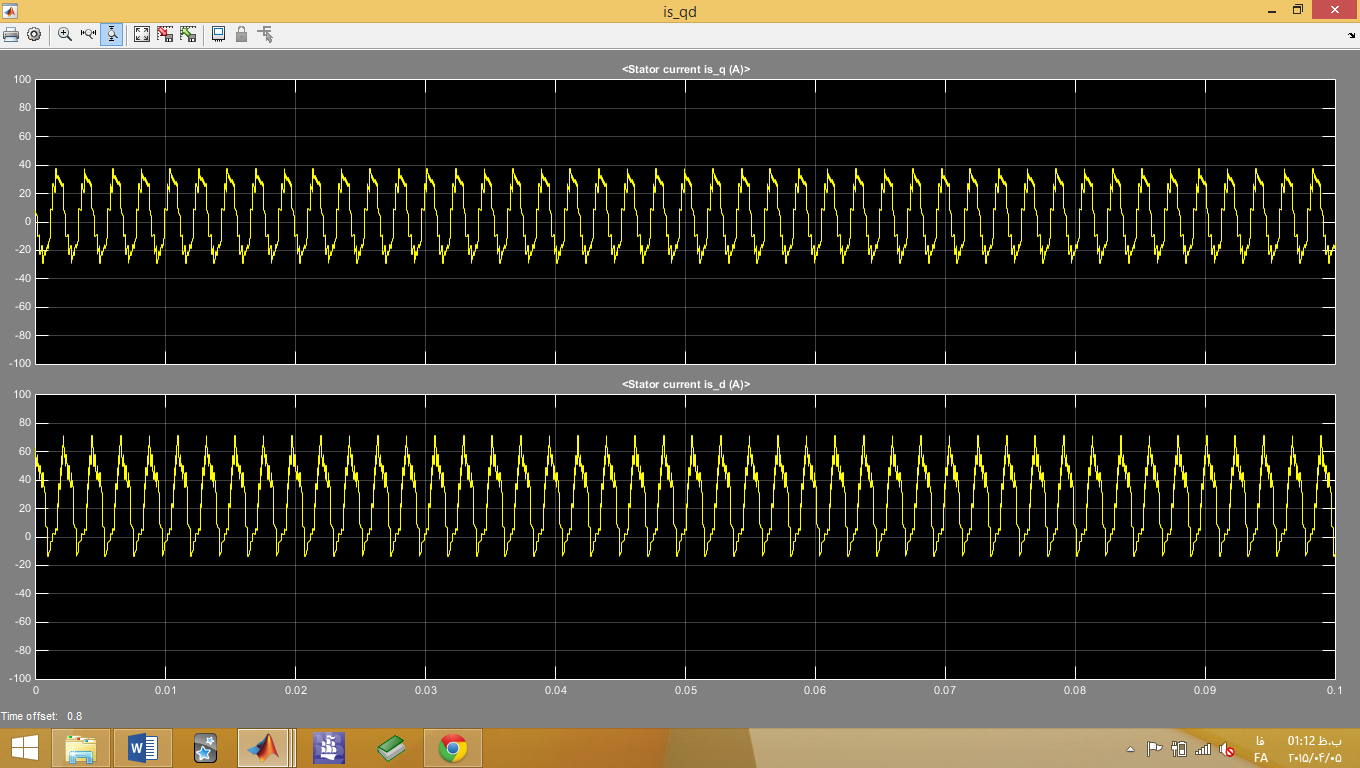 is_qd
<Stator current is_q (A)>
100
80
60
40
20
0
-20
-40
-60
-80
-100
<Stator current is_d (A)>
100
80
60
40
20
0
-20
-40
-60
-80
-100
0 0.01 0.02 0.03 0.04 0.05 0.06 0.07 0.08 0.09 0.1
Time offset: 0.8
فا
FA
01:12 ب.ظ
۲۰۱۵/۰۴/۰۵